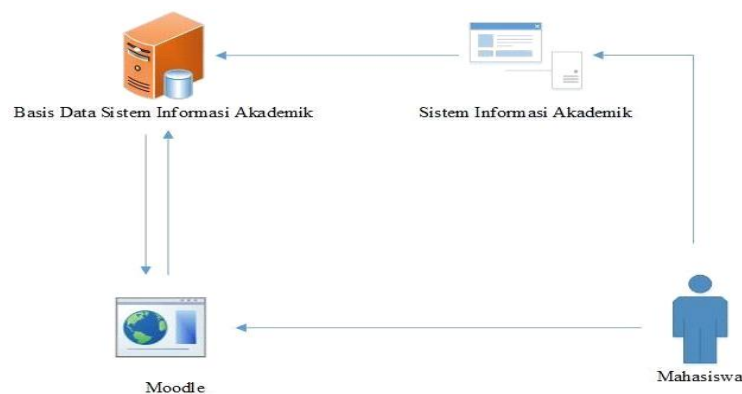 Basis Data Sistem Informasi Akademik
Sistem Informasi Akademik
Moodle
Mahasiswa